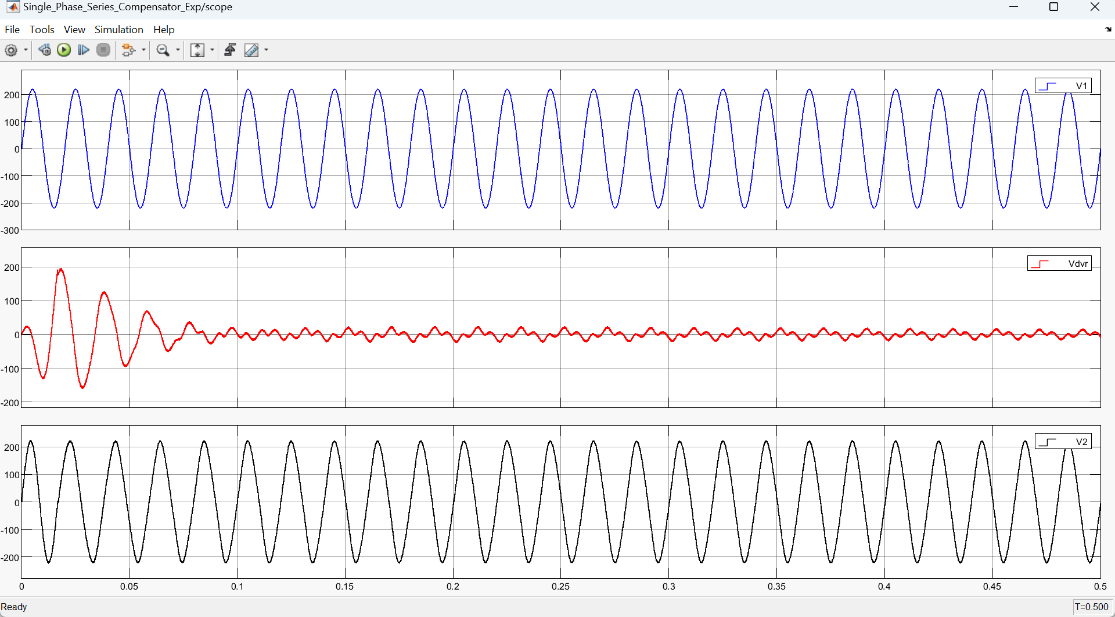 Single_Phase_Series_Compensator_Exp/scope
File Tools View Simulation Help
V1
200
100
0
-100
-200
-300
Vdvr
200
100
0
-100
-200
V2
200
100
0
-100
-200
0 0.05 0.1 0.15 0.2 0.25 0.3 0.35 0.4 0.45 0.5
Ready T=0.500